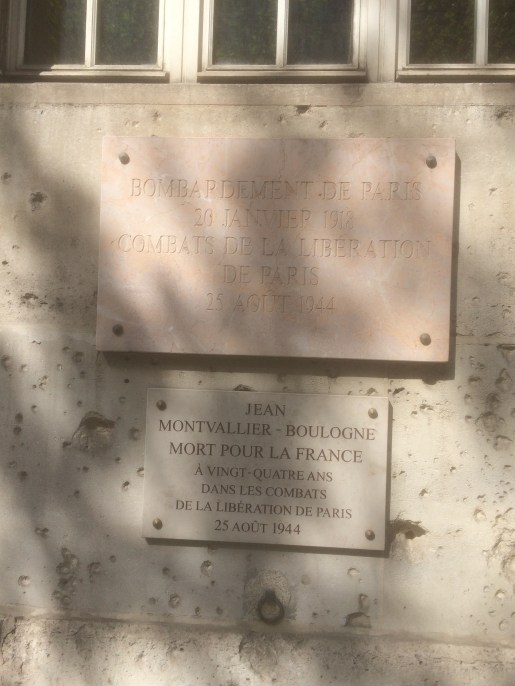 BOMBARDEMENT DE PARIS
20 JANVIER 1918
COMBATS DE LA LIBÉRATION
DE PARIS
25 AOÛT 1944
JEAN
MONTVALLIER - BOULOGNE
MORT POUR LA FRANCE
À VINGT-QUATRE ANS
DANS LES COMBATS
DE LA LIBÉRATION DE PARIS
25 AOÛT 1944